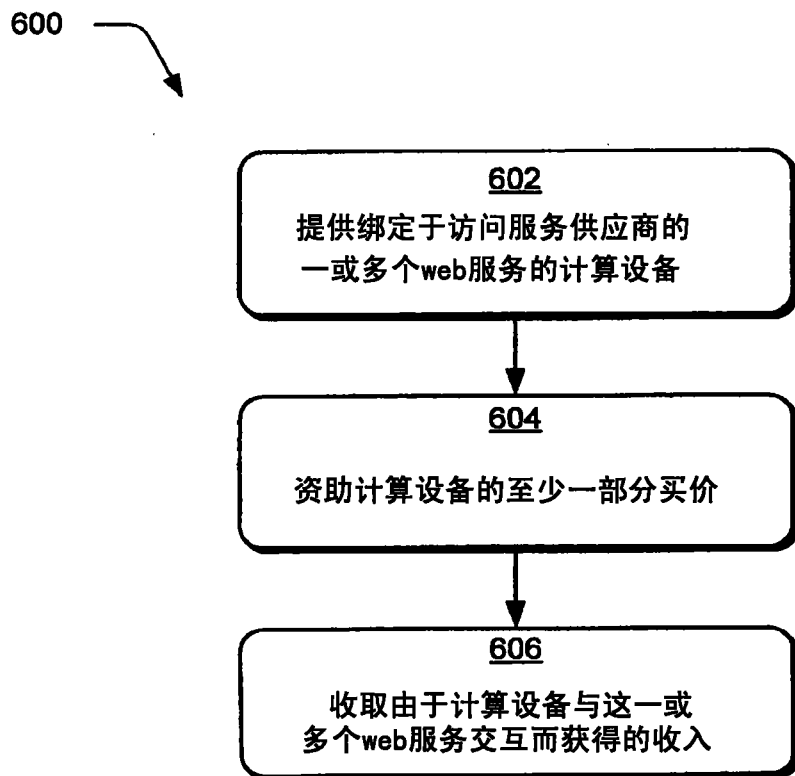 600
602
提供绑定于访问服务供应商的
一或多个web服务的计算设备
604
资助计算设备的至少一部分买价
606
收取由于计算设备与这一或
多个web服务交互而获得的收入